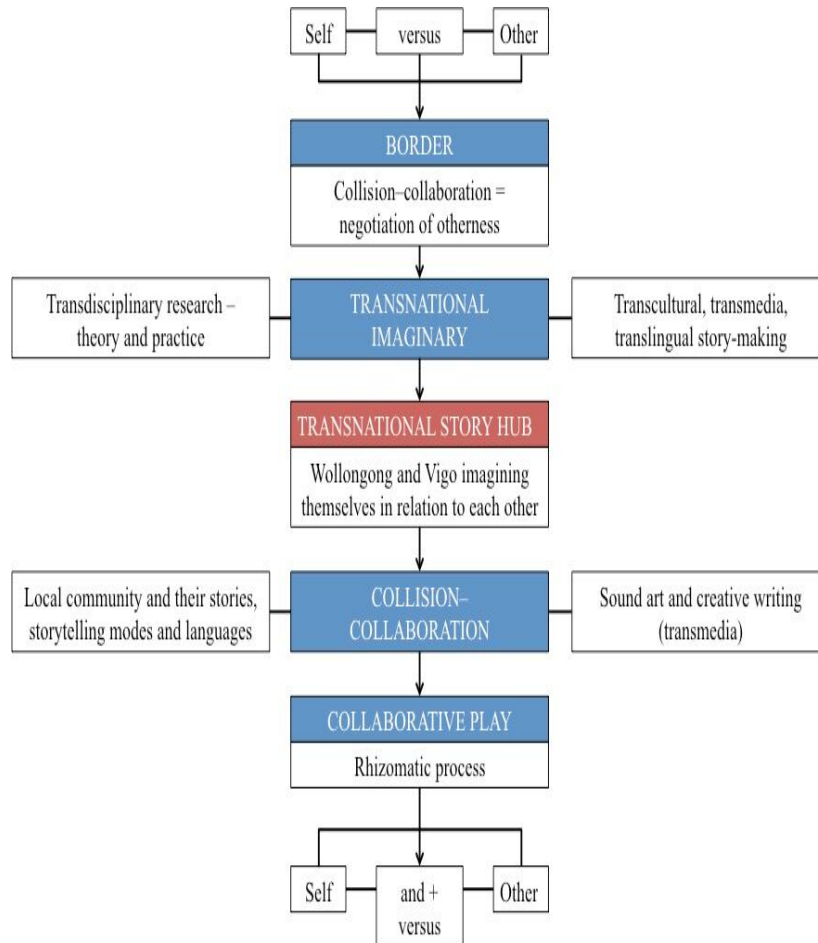 Self
versus
Other
BORDER
Collision–collaboration =
negotiation of otherness
Transdisciplinary research –
theory and practice
TRANSNATIONAL
IMAGINARY
Transcultural, transmedia,
translingual story-making
TRANSNATIONAL STORY HUB
Wollongong and Vigo imagining
themselves in relation to each other
Local community and their stories,
storytelling modes and languages
COLLISION–
COLLABORATION
Sound art and creative writing
(transmedia)
COLLABORATIVE PLAY
Rhizomatic process
Self
and +
versus
Other